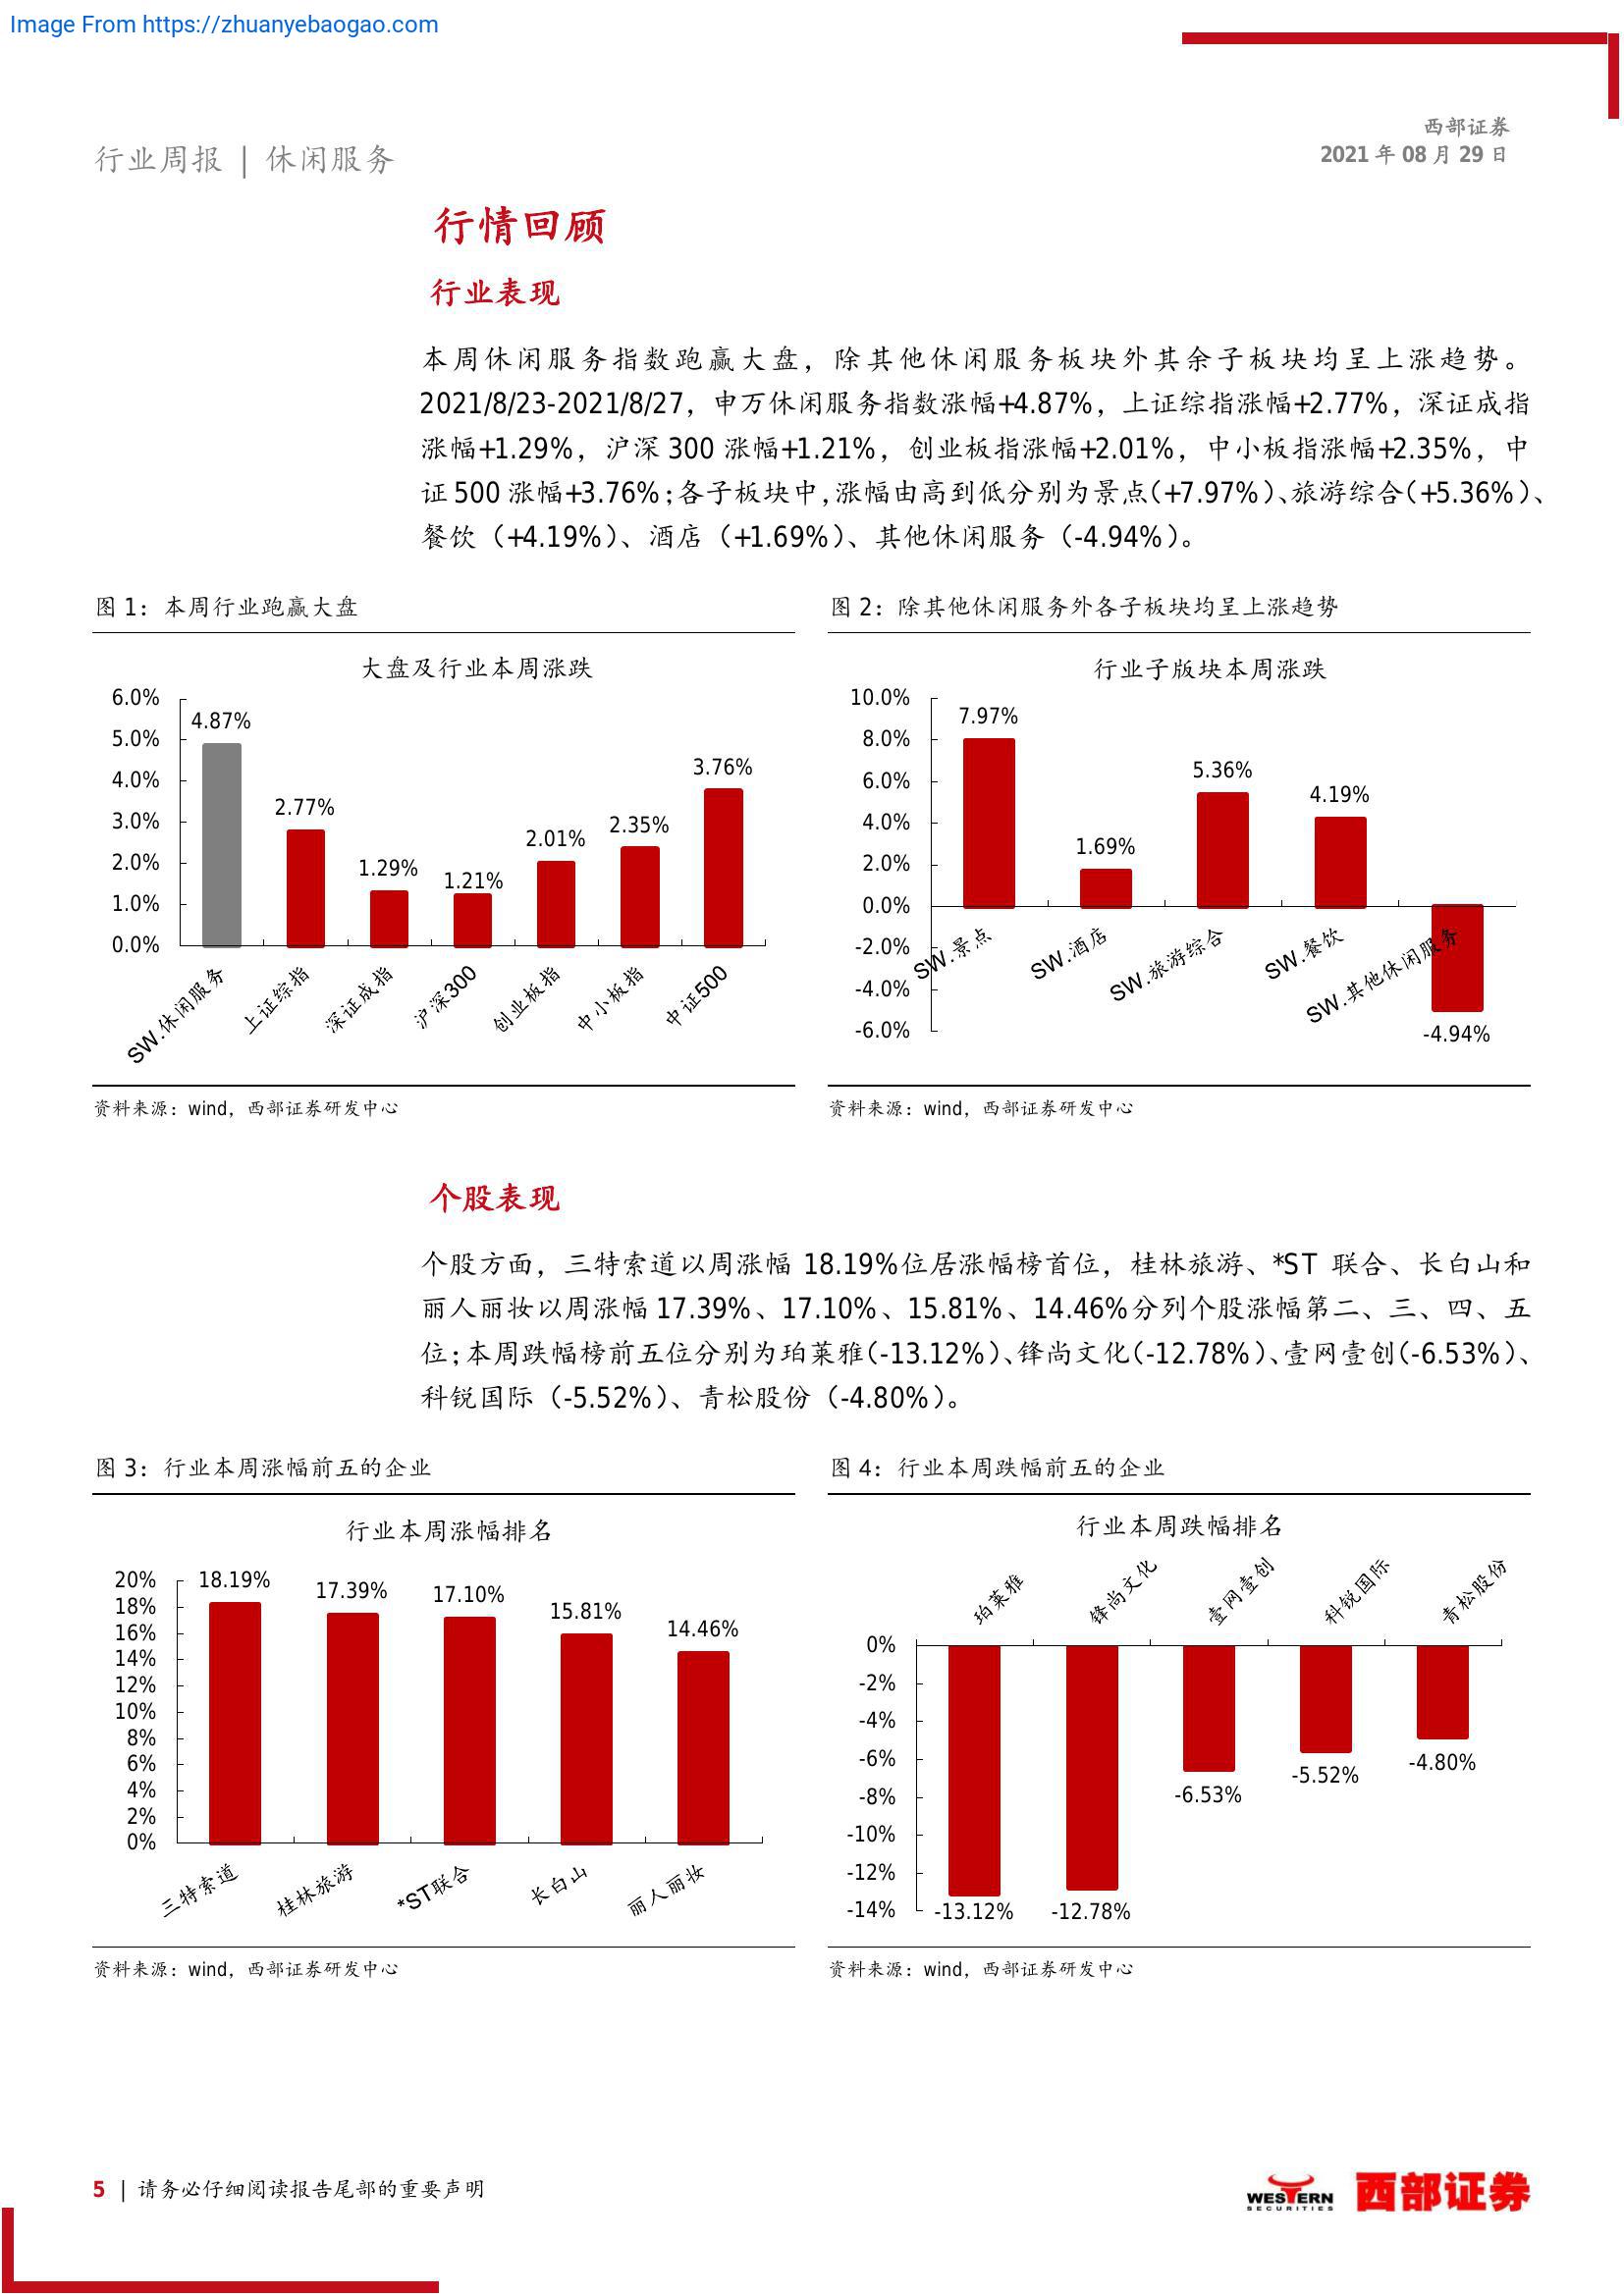 Image From https://zhuanyebaogao.com
西部证券
2021 年 08 月 29 日
行业周报 | 休闲服务
行情回顾
行业表现
本周休闲服务指数跑赢大盘，除其他休闲服务板块外其余子板块均呈上涨趋势。
2021/8/23-2021/8/27，申万休闲服务指数涨幅+4.87%，上证综指涨幅+2.77%，深证成指
涨幅+1.29%，沪深 300 涨幅+1.21%，创业板指涨幅+2.01%，中小板指涨幅+2.35%，中
证 500 涨幅+3.76%；各子板块中，涨幅由高到低分别为景点（+7.97%）、旅游综合（+5.36%）、
餐饮（+4.19%）、酒店（+1.69%）、其他休闲服务（-4.94%）。
图 1：本周行业跑赢大盘
大盘及行业本周涨跌
6.0%
5.0%
4.0%
3.0%
2.0%
1.0%
0.0%
4.87%
2.77%
1.29%
1.21%
2.01%
2.35%
3.76%
SW.休闲服务
上证综指
深证成指
沪深300
创业板指
中小板指
中证500
资料来源：wind，西部证券研发中心
图 2：除其他休闲服务外各子板块均呈上涨趋势
行业子版块本周涨跌
10.0%
8.0%
6.0%
4.0%
2.0%
0.0%
-2.0%
-4.0%
-6.0%
7.97%
1.69%
5.36%
4.19%
-4.94%
SW.景点
SW.酒店
SW.旅游综合
SW.餐饮
SW.其他休闲服务
资料来源：wind，西部证券研发中心
个股表现
个股方面，三特索道以周涨幅 18.19%位居涨幅榜首位，桂林旅游、*ST 联合、长白山和
丽人丽妆以周涨幅 17.39%、17.10%、15.81%、14.46%分列个股涨幅第二、三、四、五
位；本周跌幅榜前五位分别为珀莱雅（-13.12%）、锋尚文化（-12.78%）、壹网壹创（-6.53%）、
科锐国际（-5.52%）、青松股份（-4.80%）。
图 3：行业本周涨幅前五的企业
行业本周涨幅排名
20%
18%
16%
14%
12%
10%
8%
6%
4%
2%
0%
18.19%
17.39%
17.10%
15.81%
14.46%
三特索道
桂林旅游
*ST联合
长白山
丽人丽妆
资料来源：wind，西部证券研发中心
图 4：行业本周跌幅前五的企业
行业本周跌幅排名
珀莱雅
锋尚文化
壹网壹创
科锐国际
青松股份
0%
-2%
-4%
-6%
-8%
-10%
-12%
-14%
-13.12%
-12.78%
-6.53%
-5.52%
-4.80%
资料来源：wind，西部证券研发中心
5 | 请务必仔细阅读报告尾部的重要声明
WESTERN
SECURITIES
西部证券